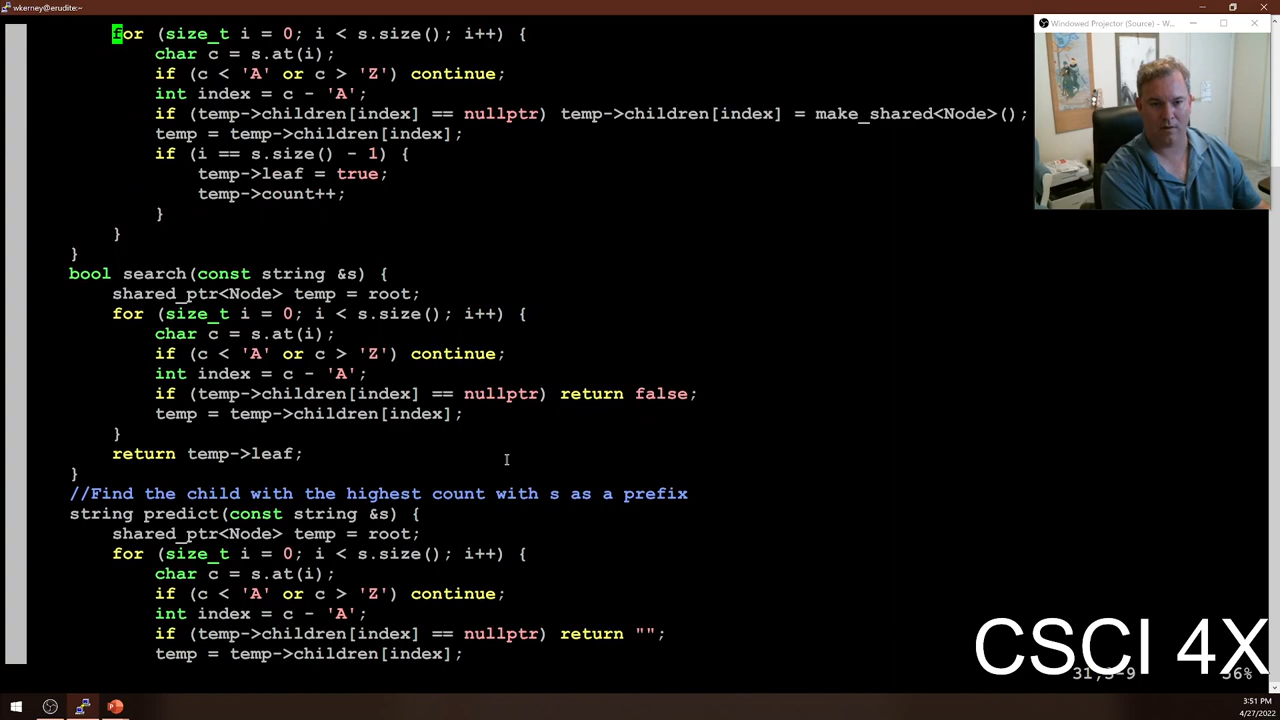 wkerney@erudite:~
for (size_t i = 0; i < s.size(); i++) {
char c = s.at(i);
if (c < 'A' or c > 'Z') continue;
int index = c - 'A';
if (temp->children[index] == nullptr) temp->children[index] = make_shared<Node>();
temp = temp->children[index];
if (i == s.size() - 1) {
temp->leaf = true;
temp->count++;
}
}
}
bool search(const string &s) {
shared_ptr<Node> temp = root;
for (size_t i = 0; i < s.size(); i++) {
char c = s.at(i);
if (c < 'A' or c > 'Z') continue;
int index = c - 'A';
if (temp->children[index] == nullptr) return false;
temp = temp->children[index];
}
return temp->leaf;
}
//Find the child with the highest count with s as a prefix
string predict(const string &s) {
shared_ptr<Node> temp = root;
for (size_t i = 0; i < s.size(); i++) {
char c = s.at(i);
if (c < 'A' or c > 'Z') continue;
int index = c - 'A';
if (temp->children[index] == nullptr) return "";
temp = temp->children[index];
Windowed Projector (Source) - W...
CSCI 4X
3:51 PM
4/27/2022